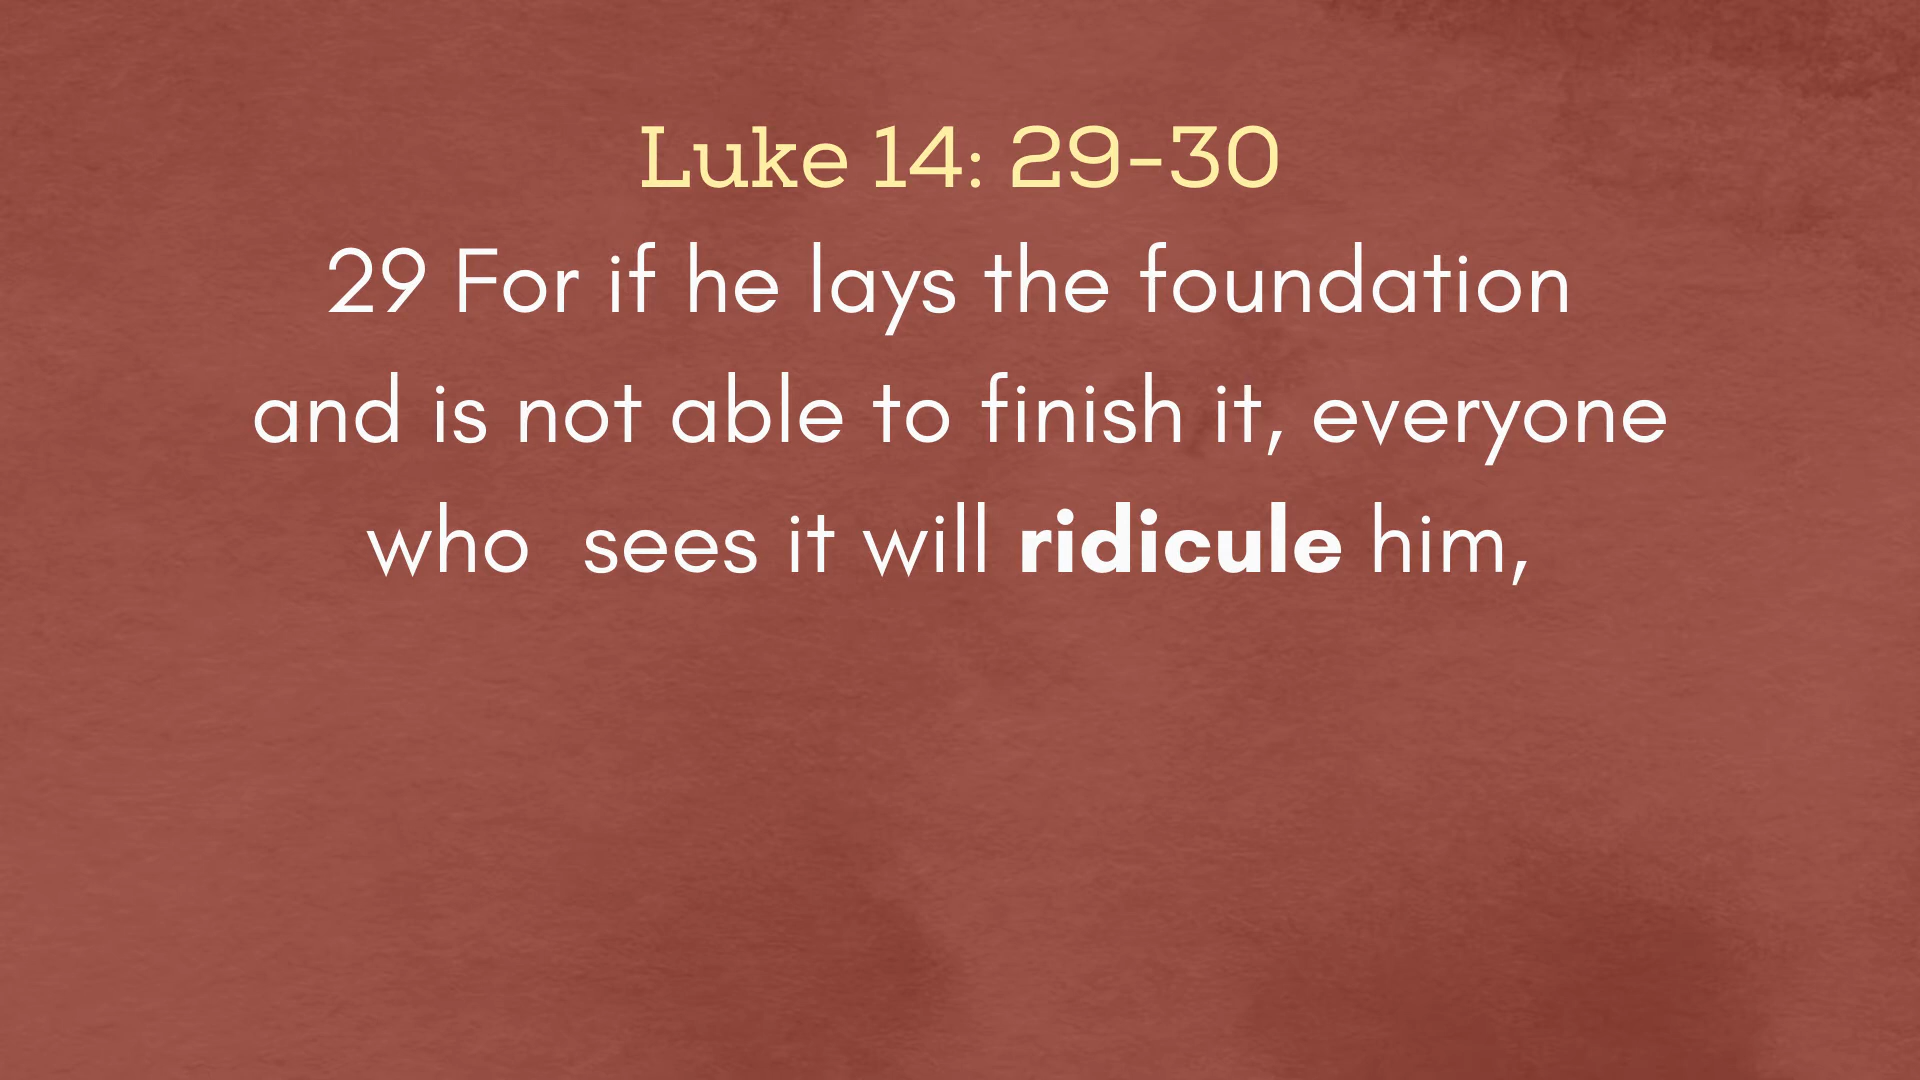 Luke 14: 29-30
29 For if he lays the foundation
and is not able to finish it, everyone
who  sees it will ridicule him,